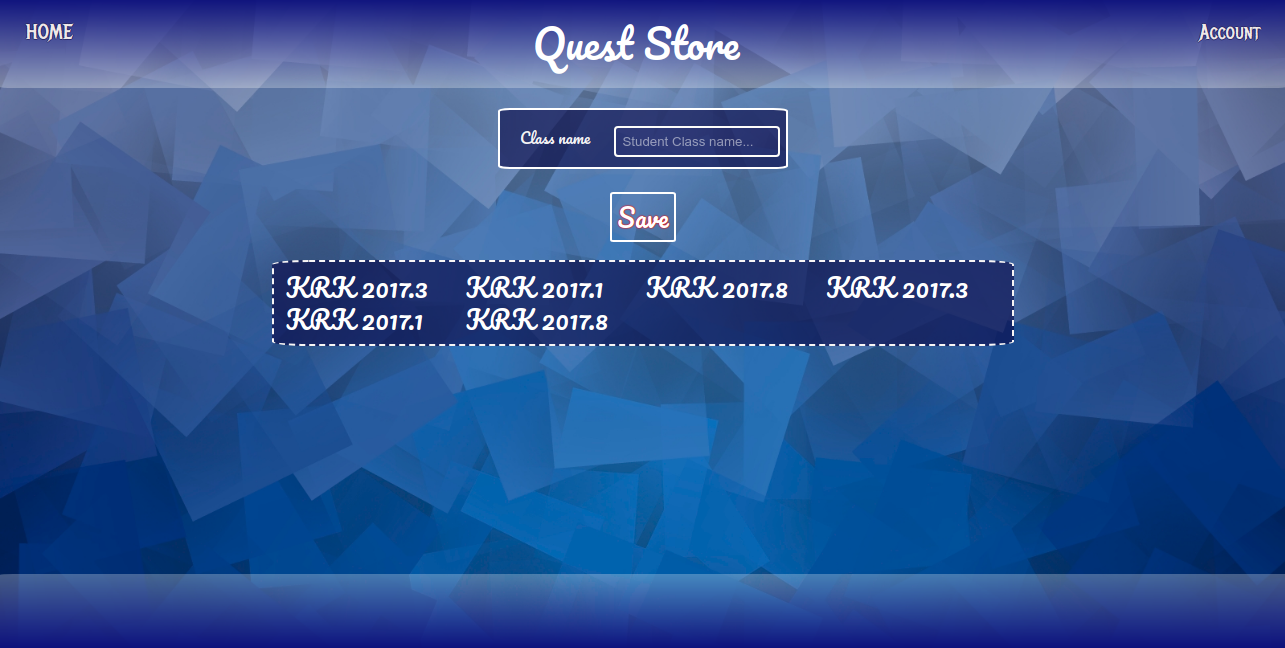 HOME
Quest Store
Account
Class name
Student Class name...
Save
KRK 2017.3 KRK 2017.1 KRK 2017.8 KRK 2017.3
KRK 2017.1 KRK 2017.8